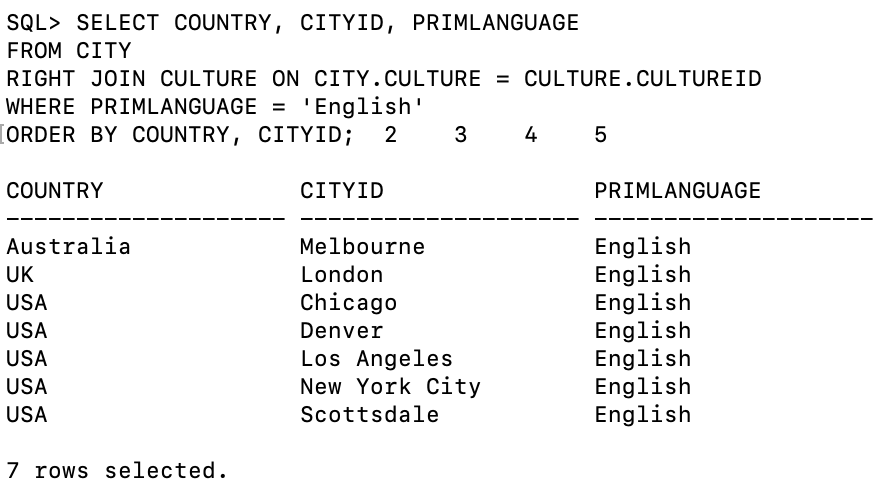 SQL> SELECT COUNTRY, CITYID, PRIMLANGUAGE
FROM CITY
RIGHT JOIN CULTURE ON CITY.CULTURE = CULTURE.CULTUREID
WHERE PRIMLANGUAGE = 'English'
[ORDER BY COUNTRY, CITYID;  2    3    4    5
COUNTRY              CITYID               PRIMLANGUAGE
-------------------- -------------------- --------------------
Australia            Melbourne            English
UK                   London               English
USA                  Chicago              English
USA                  Denver               English
USA                  Los Angeles          English
USA                  New York City        English
USA                  Scottsdale           English
7 rows selected.